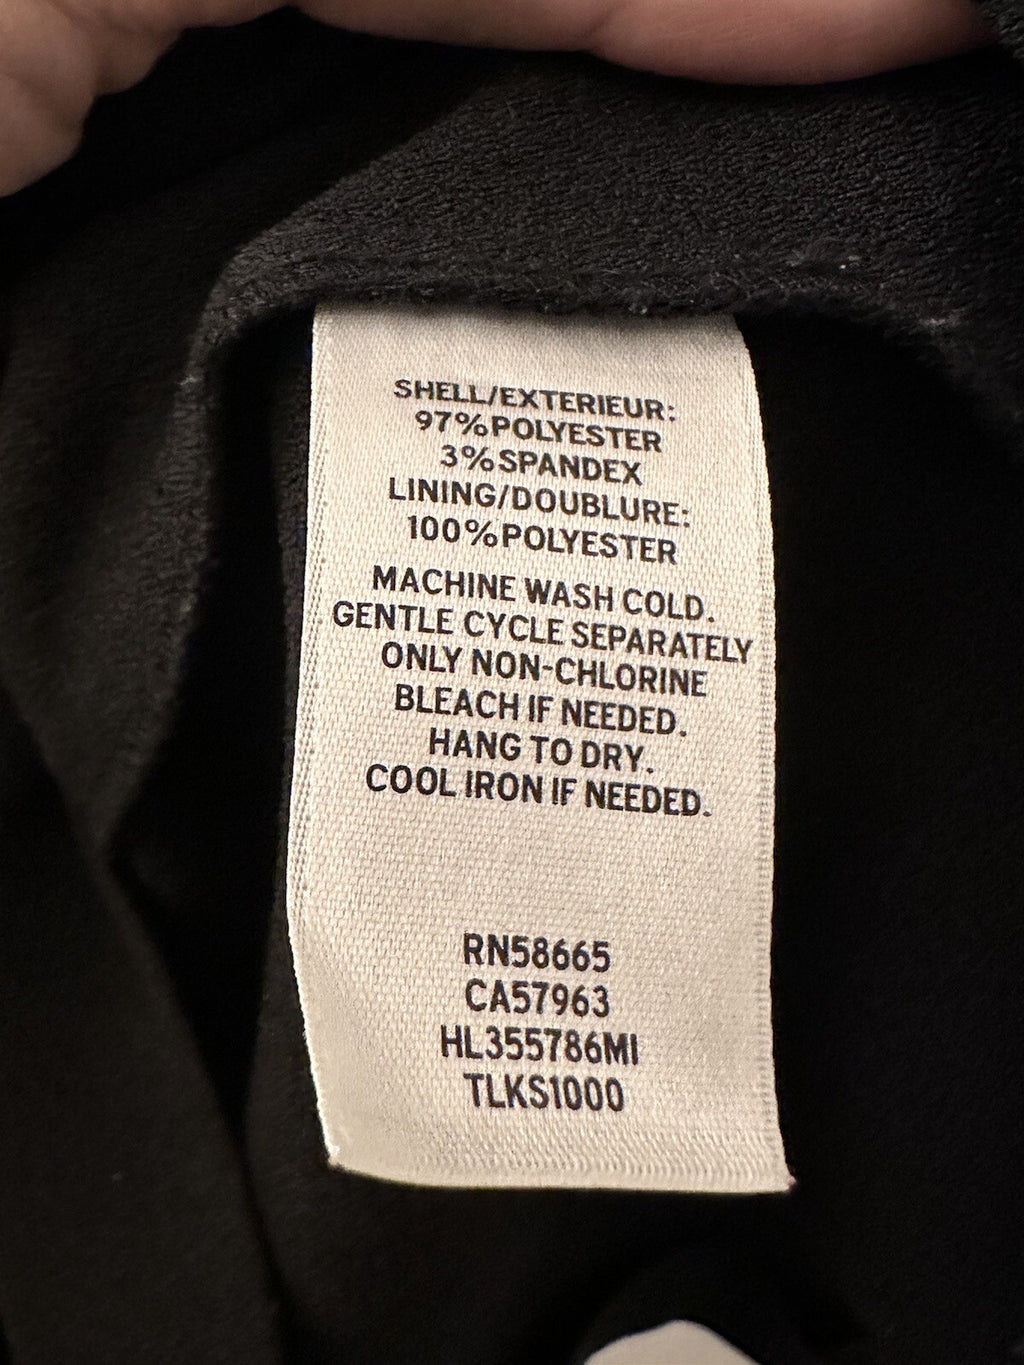 SHELL/EXTERIEUR:
97%POLYESTER
3%SPANDEX
LINING/DOUBLURE:
100%POLYESTER
MACHINE WASH COLD.
GENTLE CYCLE SEPARATELY
ONLY NON-CHLORINE
BLEACH IF NEEDED.
HANG TO DRY.
COOL IRON IF NEEDED.
RN58665
CA57963
HL355786MI
TLKS1000